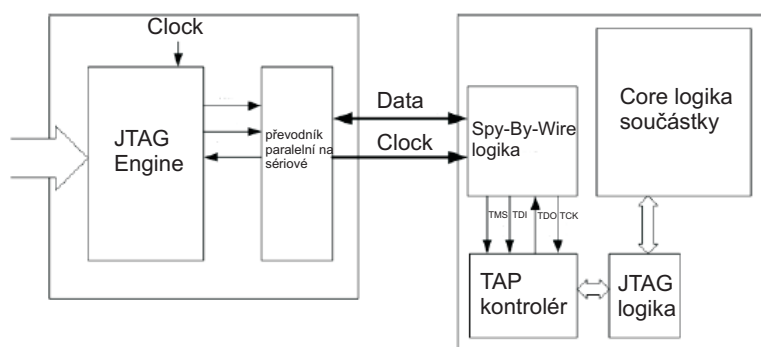 Clock
JTAG
Engine
převodník
paralelní na
sériové
Data
Clock
Spy-By-Wire
logika
Core logika
součástky
TMS TDI TDO TCK
TAP
kontrolér
JTAG
logika